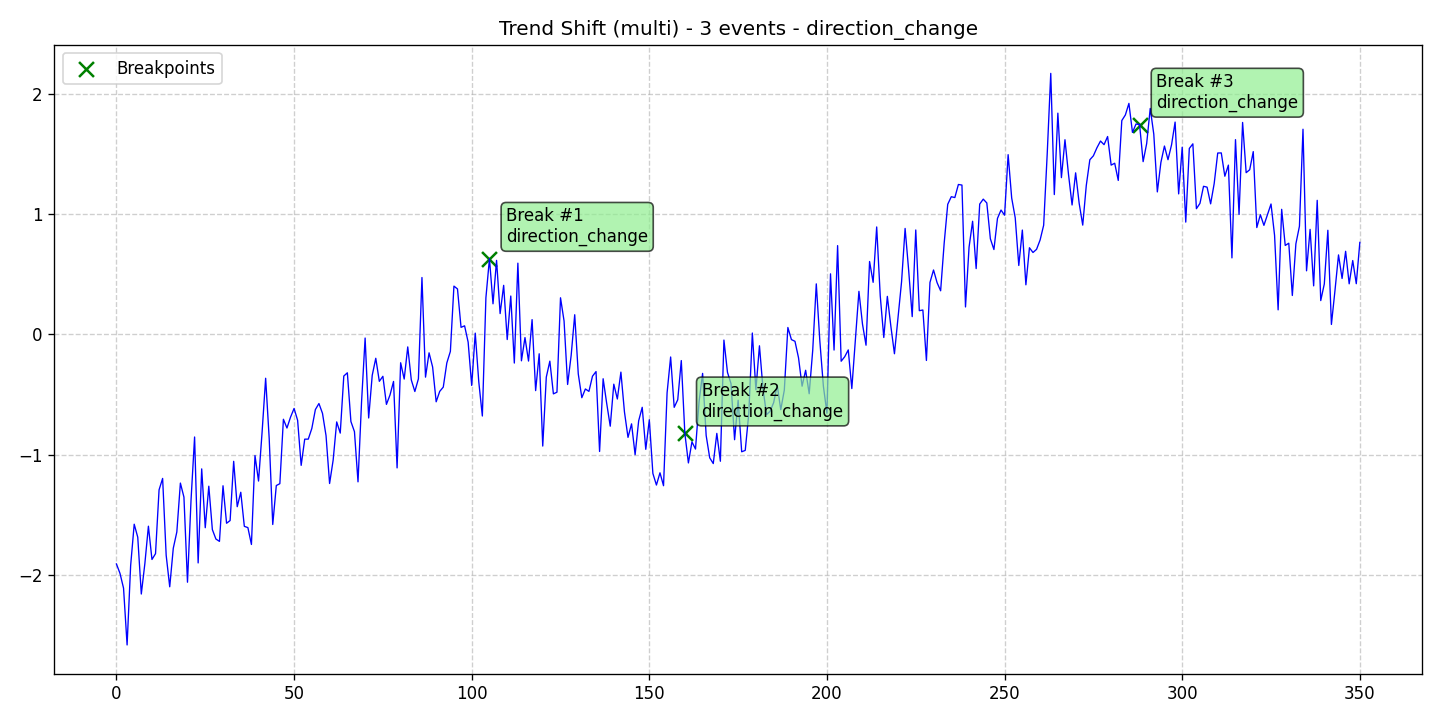 Trend Shift (multi) - 3 events - direction_change
Breakpoints
Break #3
direction_change
Break #1
direction_change
Break #2
direction_change
2
1
0
−1
−2
0
50
100
150
200
250
300
350